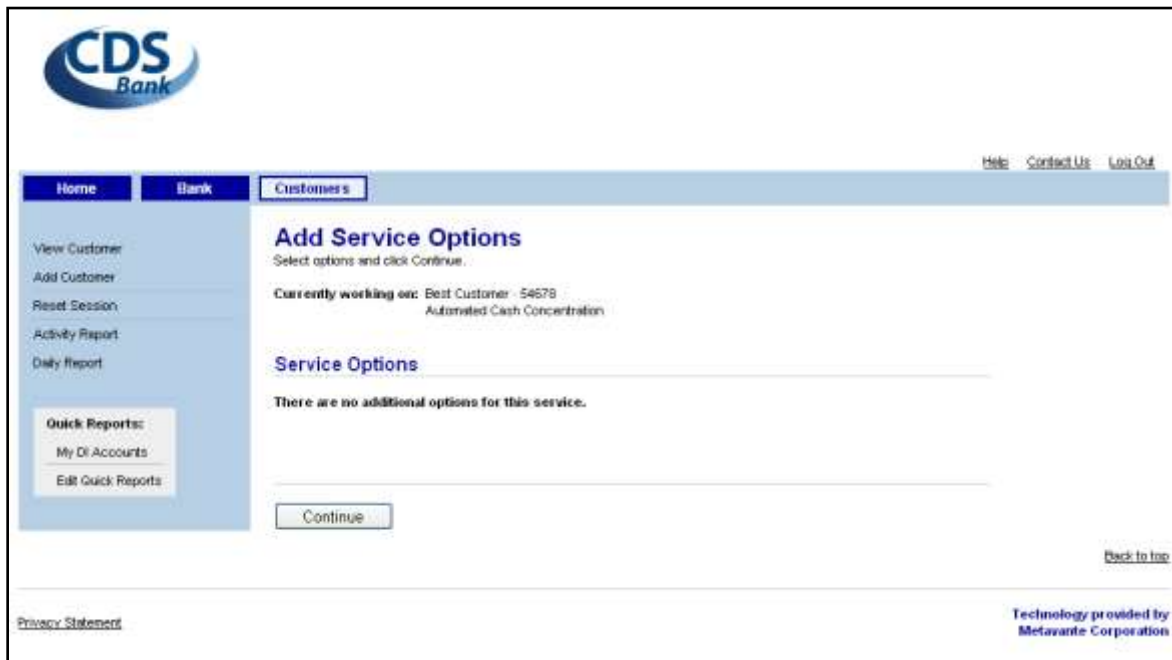 CDS
Bank
Help Contact Us Log Out
Home Bank Customers
View Customer
Add Customer
Reset Session
Activity Report
Daily Report
Quick Reports:
My DI Accounts
Edit Quick Reports
Add Service Options
Select options and click Continue.
Currently working on: Best Customer - 54678
Automated Cash Concentration
Service Options
There are no additional options for this service.
Continue
Back to top
Privacy Statement
Technology provided by
Metavante Corporation